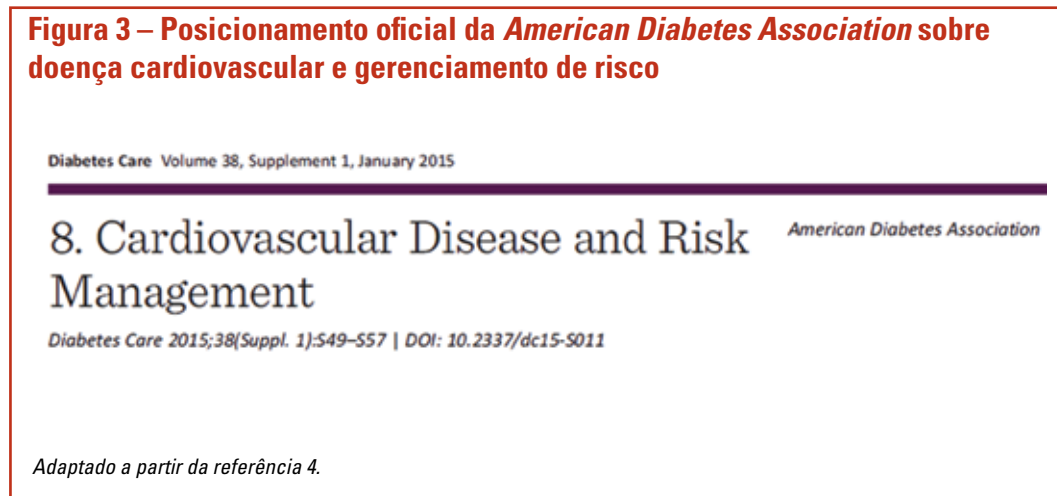 Figura 3 – Posicionamento oficial da American Diabetes Association sobre
doença cardiovascular e gerenciamento de risco
Diabetes Care Volume 38, Supplement 1, January 2015
8. Cardiovascular Disease and Risk
Management
American Diabetes Association
Diabetes Care 2015;38(Suppl. 1):S49–S57 | DOI: 10.2337/dc15-S011
Adaptado a partir da referência 4.